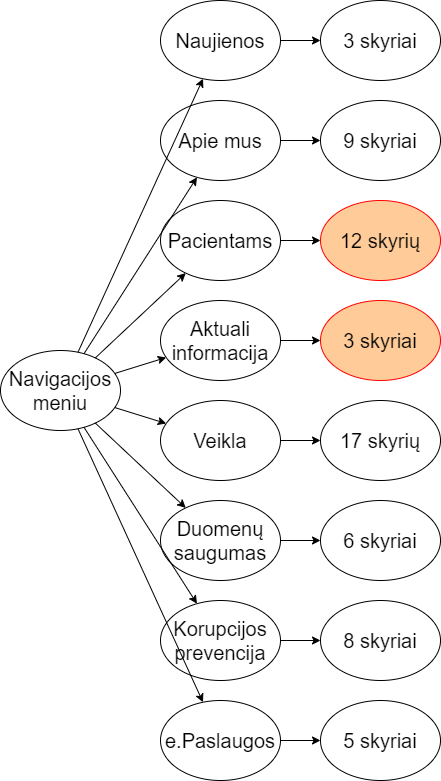 Naujienos
3 skyriai
Apie mus
9 skyriai
Pacientams
12 skyrių
Aktuali
informacija
3 skyriai
Navigacijos
meniu
Veikla
17 skyrių
Duomenų
saugumas
6 skyriai
Korupcijos
prevencija
8 skyriai
e.Paslaugos
5 skyriai